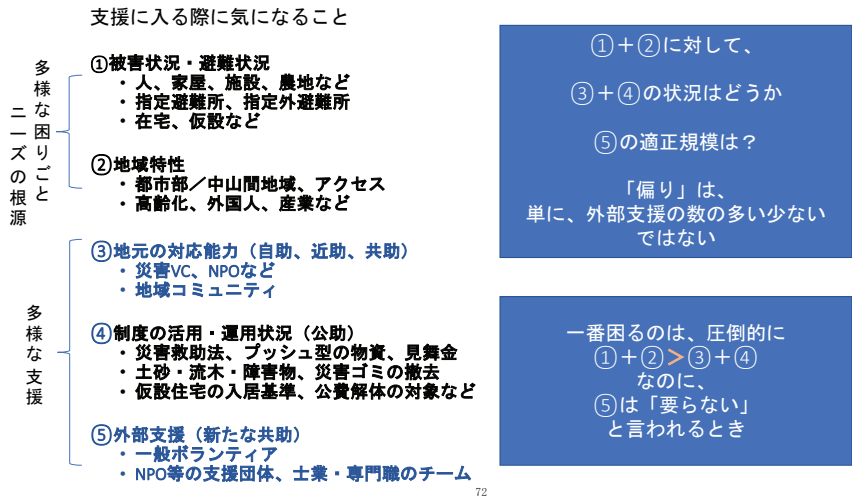 支援に入る際に気になること
多様な困りごと
ニーズの根源
①被害状況・避難状況
・人、家屋、施設、農地など
・指定避難所、指定外避難所
・在宅、仮設など
②地域特性
・都市部／中山間地域、アクセス
・高齢化、外国人、産業など
多様な支援
③地元の対応能力（自助、近助、共助）
・災害VC、NPOなど
・地域コミュニティ
④制度の活用・運用状況（公助）
・災害救助法、プッシュ型の物資、見舞金
・土砂・流木・障害物、災害ゴミの撤去
・仮設住宅の入居基準、公費解体の対象など
⑤外部支援（新たな共助）
・一般ボランティア
・NPO等の支援団体、士業・専門職のチーム
①＋②に対して、
③＋④の状況はどうか
⑤の適正規模は？
「偏り」は、
単に、外部支援の数の多い少ない
ではない
一番困るのは、圧倒的に
①＋②＞③＋④
なのに、
⑤は「要らない」
と言われるとき
72